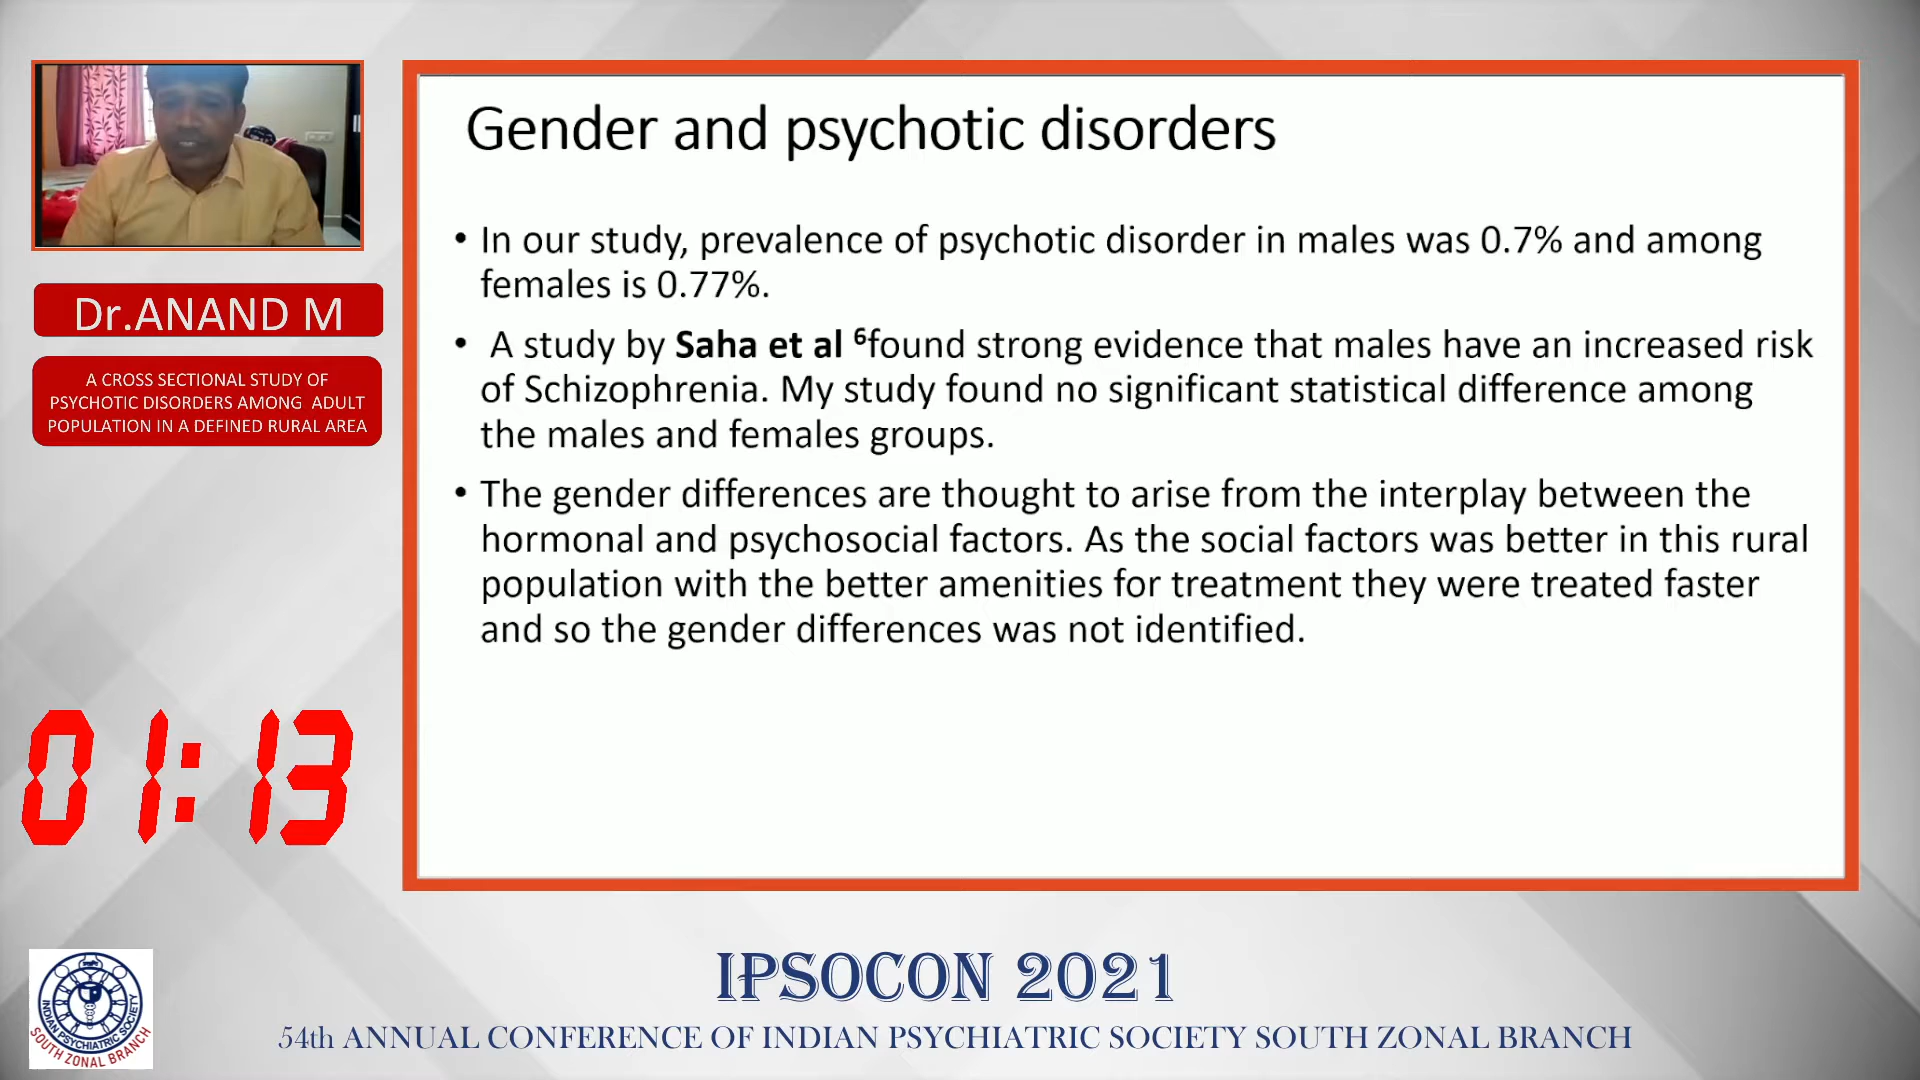 Gender and psychotic disorders
• In our study, prevalence of psychotic disorder in males was 0.7% and among
females is 0.77%.
• A study by Saha et al ⁶found strong evidence that males have an increased risk
of Schizophrenia. My study found no significant statistical difference among
the males and females groups.
• The gender differences are thought to arise from the interplay between the
hormonal and psychosocial factors. As the social factors was better in this rural
population with the better amenities for treatment they were treated faster
and so the gender differences was not identified.
Dr.ANAND M
A CROSS SECTIONAL STUDY OF
PSYCHOTIC DISORDERS AMONG ADULT
POPULATION IN A DEFINED RURAL AREA
01:13
INDIAN PSYCHIATRIC SOCIETY
SOUTH ZONAL BRANCH
IPSOCON 2021
54th ANNUAL CONFERENCE OF INDIAN PSYCHIATRIC SOCIETY SOUTH ZONAL BRANCH